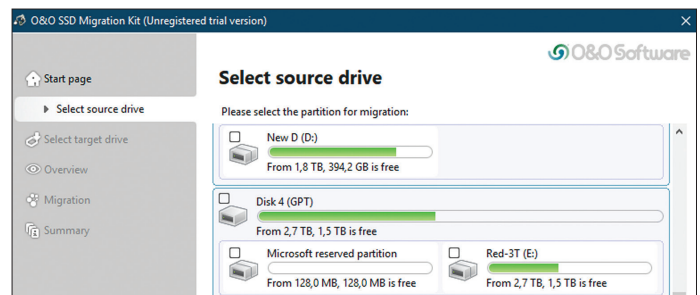 O&O SSD Migration Kit (Unregistered trial version)
O&O Software
Start page
Select source drive
Select target drive
Overview
Migration
Summary
Select source drive
Please select the partition for migration:
New D (D:)
From 1,8 TB, 394,2 GB is free
Disk 4 (GPT)
From 2,7 TB, 1,5 TB is free
Microsoft reserved partition
From 128,0 MB, 128,0 MB is free
Red-3T (E:)
From 2,7 TB, 1,5 TB is free